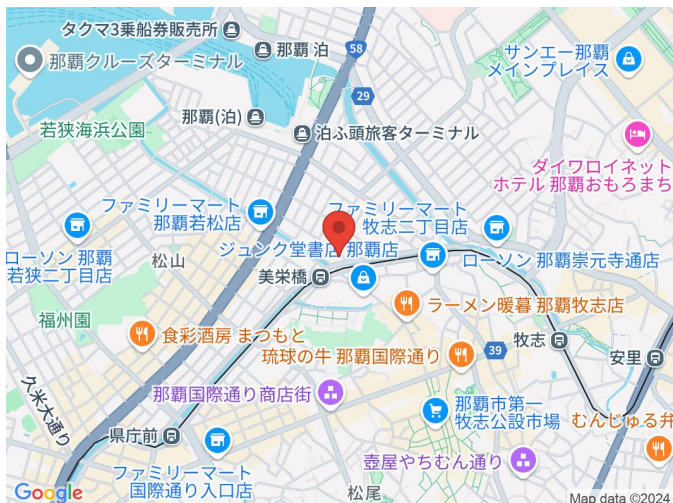 タクマ3乗船券販売所
那覇 泊
58
サンエー那覇
メインプレイス
那覇クルーズターミナル
29
那覇(泊)
泊ふ頭旅客ターミナル
若狭海浜公園
ダイワロイネット
ホテル 那覇おもろまち
ファミリーマート
那覇若松店
ファミリーマート
牧志二丁目店
ローソン 那覇
若狭二丁目店
松山
ジュンク堂書店 那覇店
ローソン 那覇崇元寺通店
美栄橋
福州園
食彩酒房 まつもと
ラーメン暖暮 那覇牧志店
琉球の牛 那覇国際通り
39
牧志
安里
久米大通り
那覇国際通り商店街
那覇市第一
牧志公設市場
むんじゅる弁
県庁前
ファミリーマート
国際通り入口店
壺屋やちむん通り
松尾
Google
Map data ©2024